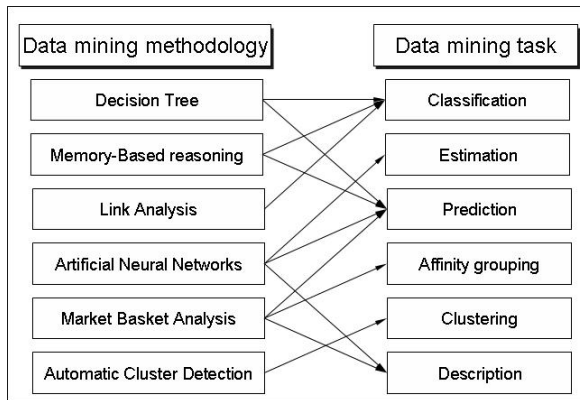 Data mining methodology
Data mining task
Decision Tree
Classification
Memory-Based reasoning
Estimation
Link Analysis
Prediction
Artificial Neural Networks
Affinity grouping
Market Basket Analysis
Clustering
Automatic Cluster Detection
Description